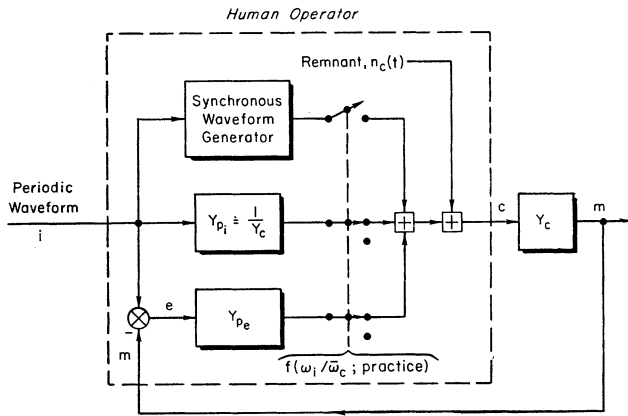 Human Operator
Remnant, n_c(t)
Synchronous
Waveform
Generator
Periodic
Waveform
i
Y_{p_i} ≐ 1/Y_c
c
Y_c
m
e
Y_{p_e}
−
m
f(ω_i/ω̄_c ; practice)